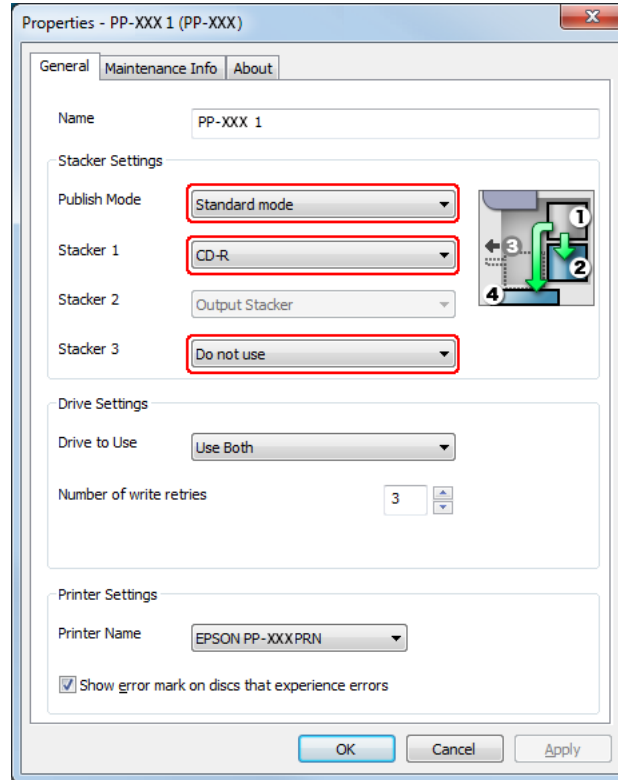 Properties - PP-XXX 1 (PP-XXX)
x
General Maintenance Info About
Name PP-XXX 1
Stacker Settings
Publish Mode Standard mode
Stacker 1 CD-R
Stacker 2 Output Stacker
Stacker 3 Do not use
1
3
2
4
Drive Settings
Drive to Use Use Both
Number of write retries 3
Printer Settings
Printer Name EPSON PP-XXXPRN
Show error mark on discs that experience errors
OK Cancel Apply